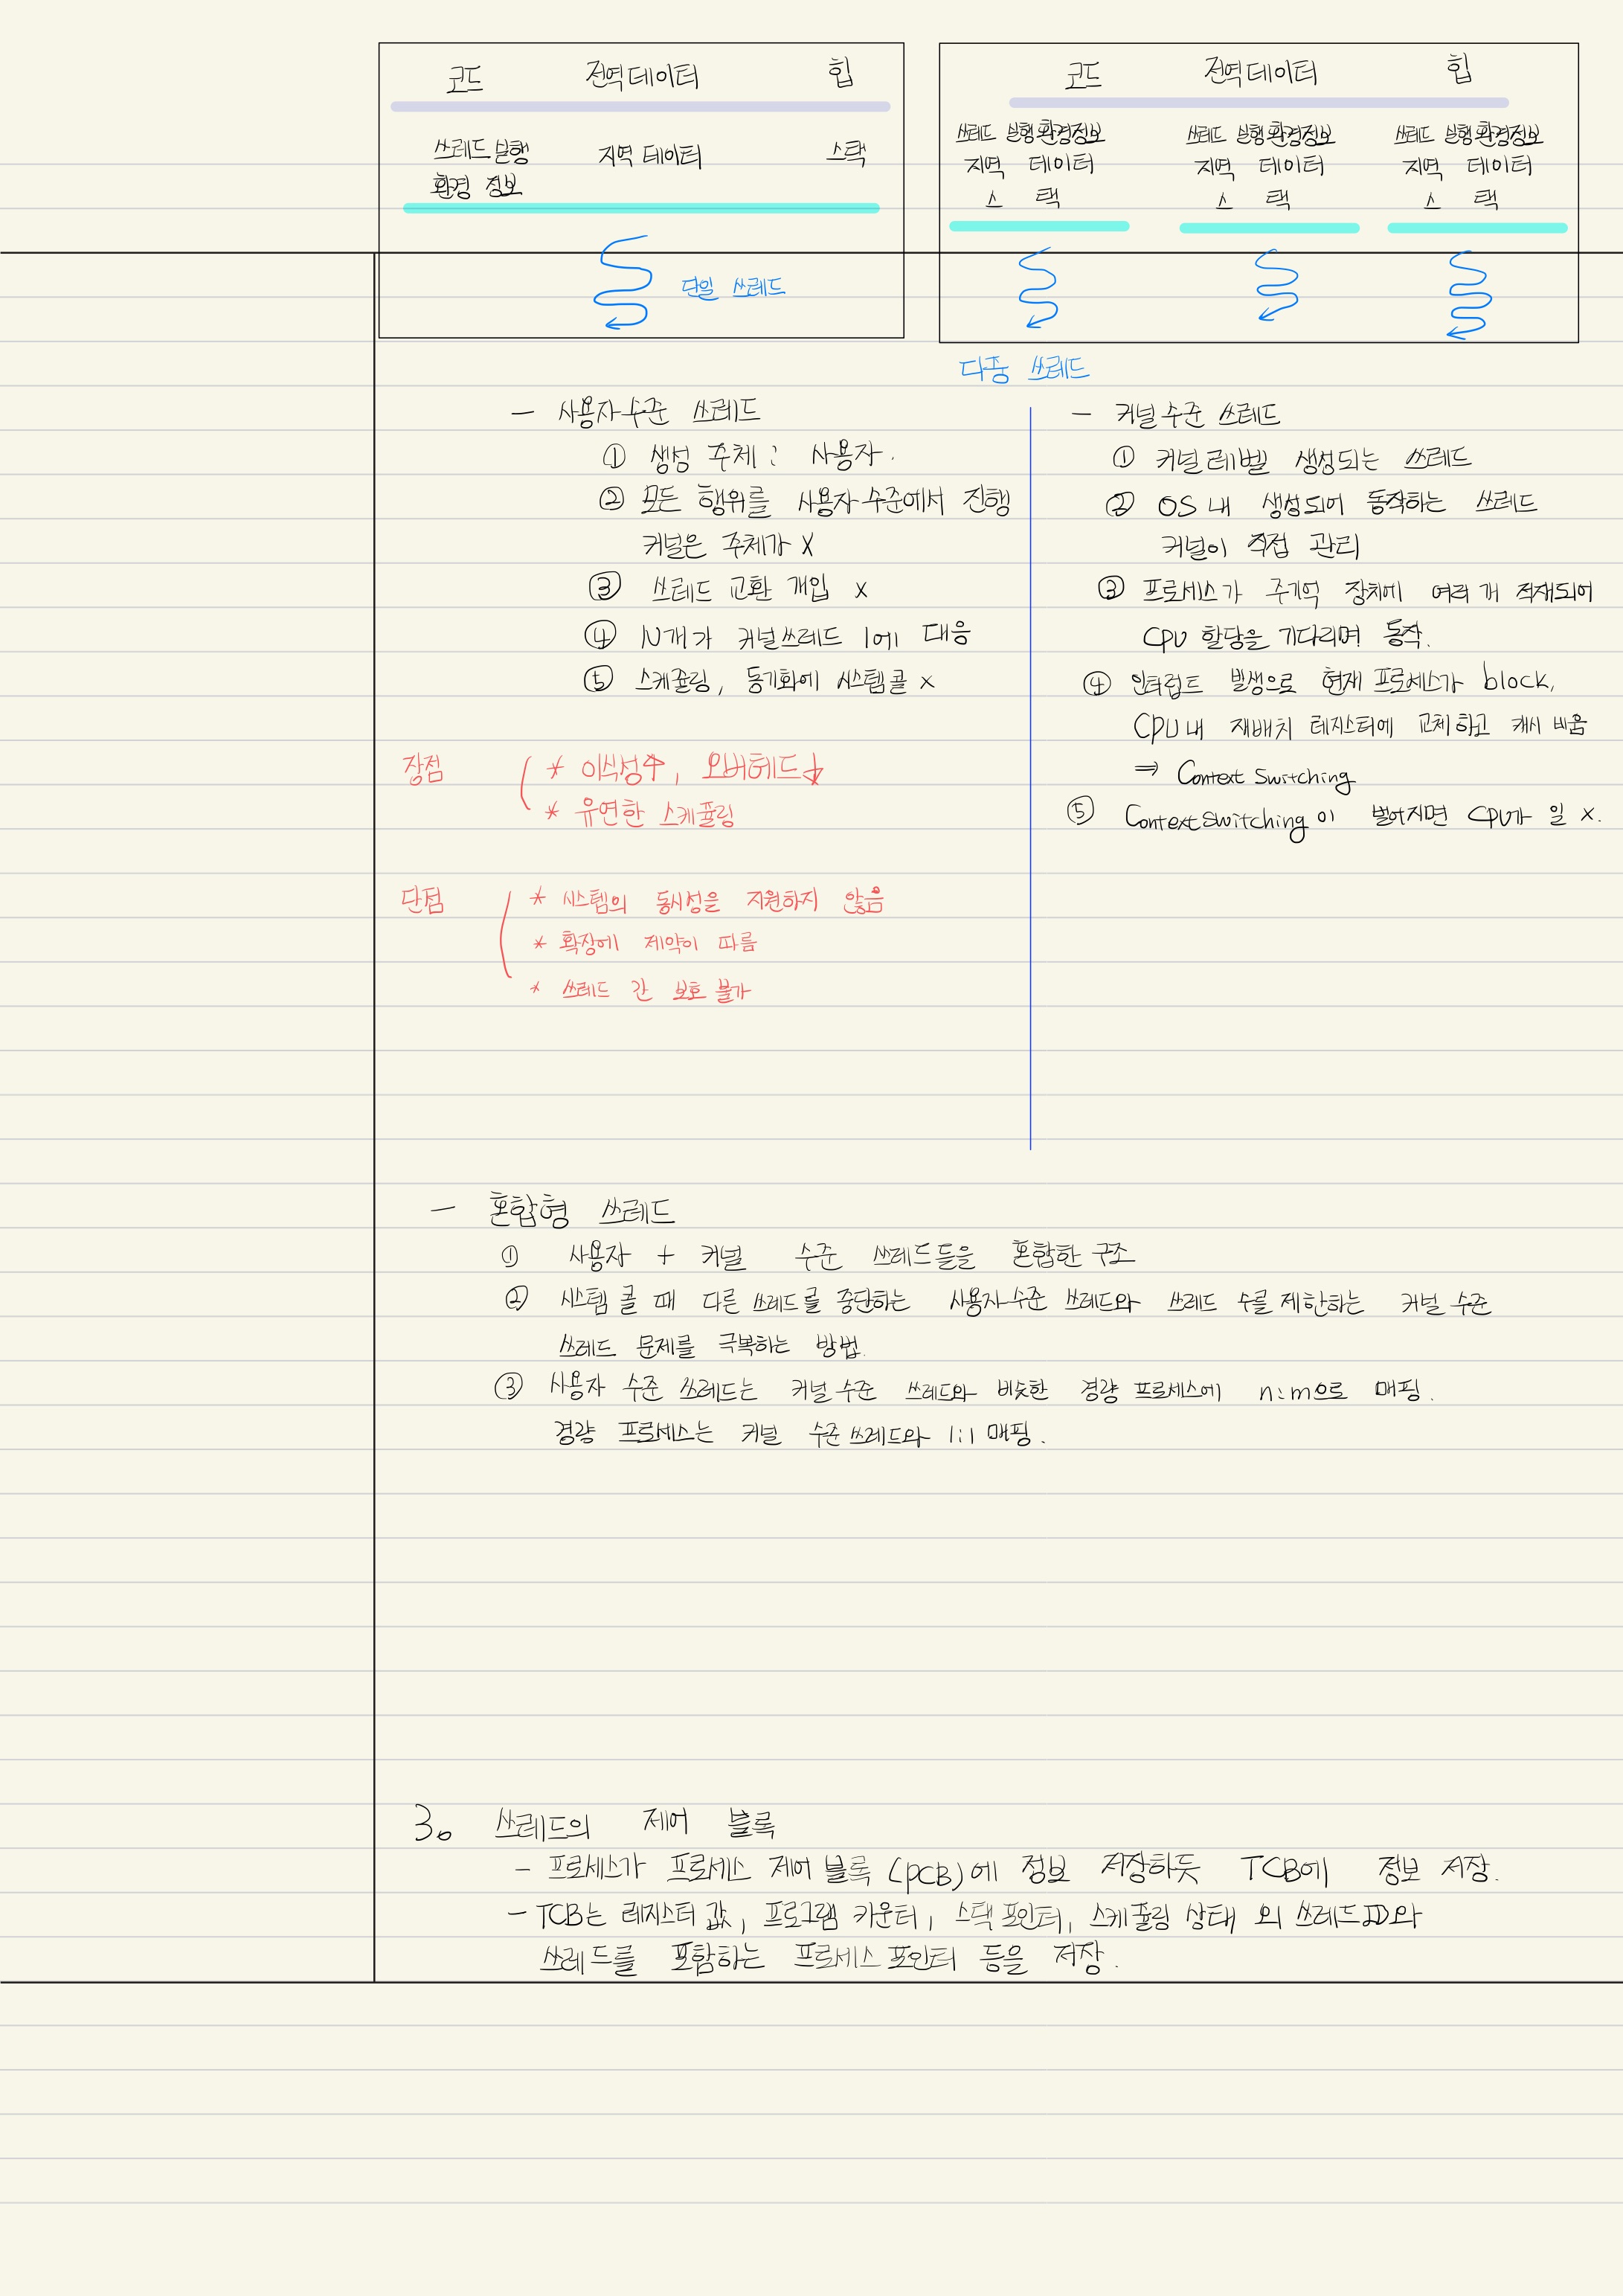 코드 전역데이터 힙
쓰레드 실행 지역 데이터 스택
환경 정보
단일 쓰레드
코드 전역데이터 힙
쓰레드 실행환경정보 쓰레드 실행환경정보 쓰레드 실행환경정보
지역 데이터 지역 데이터 지역 데이터
스 택 스 택 스 택
다중 쓰레드
- 사용자수준 쓰레드
① 생성 주체 : 사용자.
② 모든 행위를 사용자수준에서 진행
커널은 주체가 X
③ 쓰레드 교환 개입 x
④ N개가 커널쓰레드 1에 대응
⑤ 스케쥴링, 동기화에 시스템콜 x
장점 * 이식성↑, 오버헤드↓
* 유연한 스케쥴링
단점 * 시스템의 동시성을 지원하지 않음
* 확장에 제약이 따름
* 쓰레드 간 보호 불가
- 커널수준 쓰레드
① 커널레벨 생성되는 쓰레드
② OS 내 생성되어 동작하는 쓰레드
커널이 직접 관리
③ 프로세스가 주기억 장치에 여러개 적재되어
CPU 할당을 기다리며 동작.
④ 인터럽트 발생으로 현재 프로세스가 block,
CPU내 재배치 레지스터에 교체하고 캐시 비움
⇒ Context Switching
⑤ Context switching이 벌어지면 CPU가 일 x.
- 혼합형 쓰레드
① 사용자 + 커널 수준 쓰레드들을 혼합한 구조
② 시스템 콜 때 다른 쓰레드를 중단하는 사용자수준 쓰레드와 쓰레드 수를 제한하는 커널 수준
쓰레드 문제를 극복하는 방법.
③ 사용자 수준 쓰레드는 커널수준 쓰레드와 비슷한 경량 프로세스에 n:m으로 매핑.
경량 프로세스는 커널 수준 쓰레드와 1:1 매핑.
3. 쓰레드의 제어 블록
- 프로세스가 프로세스 제어 블록(PCB)에 정보 저장하듯 TCB에 정보 저장.
- TCB는 레지스터 값, 프로그램 카운터, 스택 포인터, 스케쥴링 상태 외 쓰레드ID와
쓰레드를 포함하는 프로세스 포인터 등을 저장.